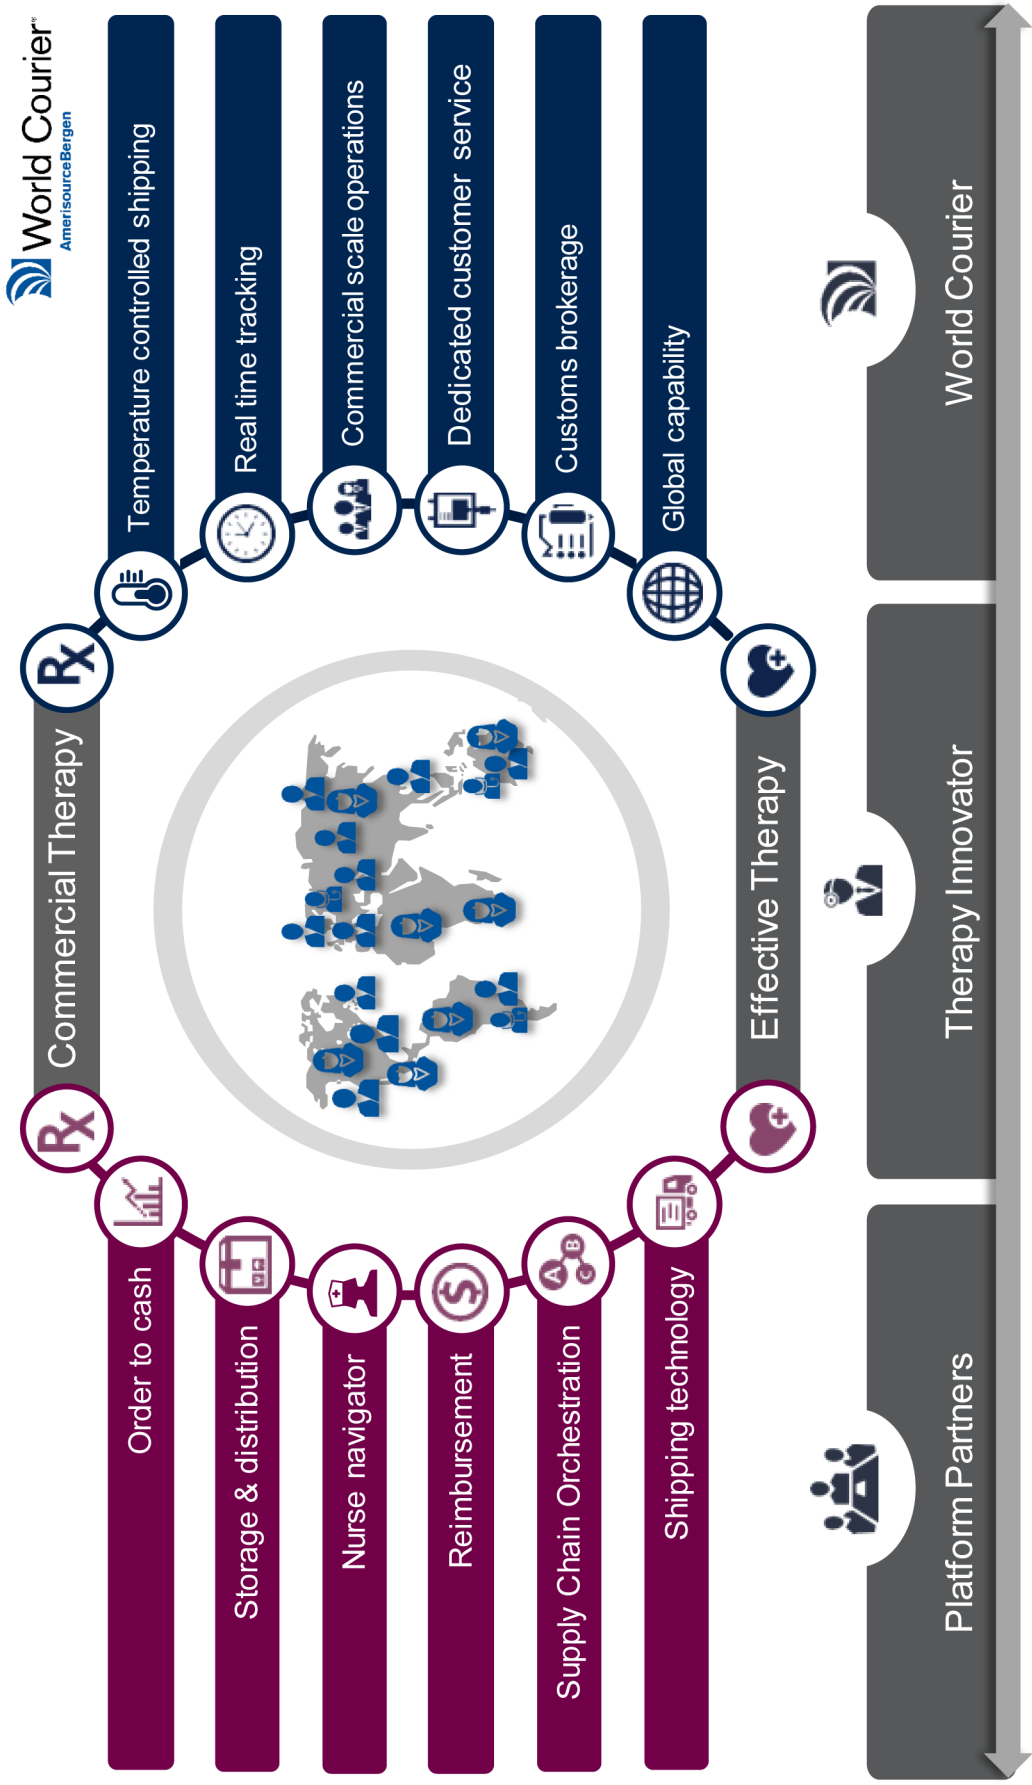 World Courier
AmerisourceBergen
Commercial Therapy
Rx
Rx
Order to cash
Storage & distribution
Nurse navigator
Reimbursement
Supply Chain Orchestration
A
B
C
Shipping technology
Temperature controlled shipping
Real time tracking
Commercial scale operations
Dedicated customer service
Customs brokerage
Global capability
Effective Therapy
Platform Partners
Therapy Innovator
World Courier